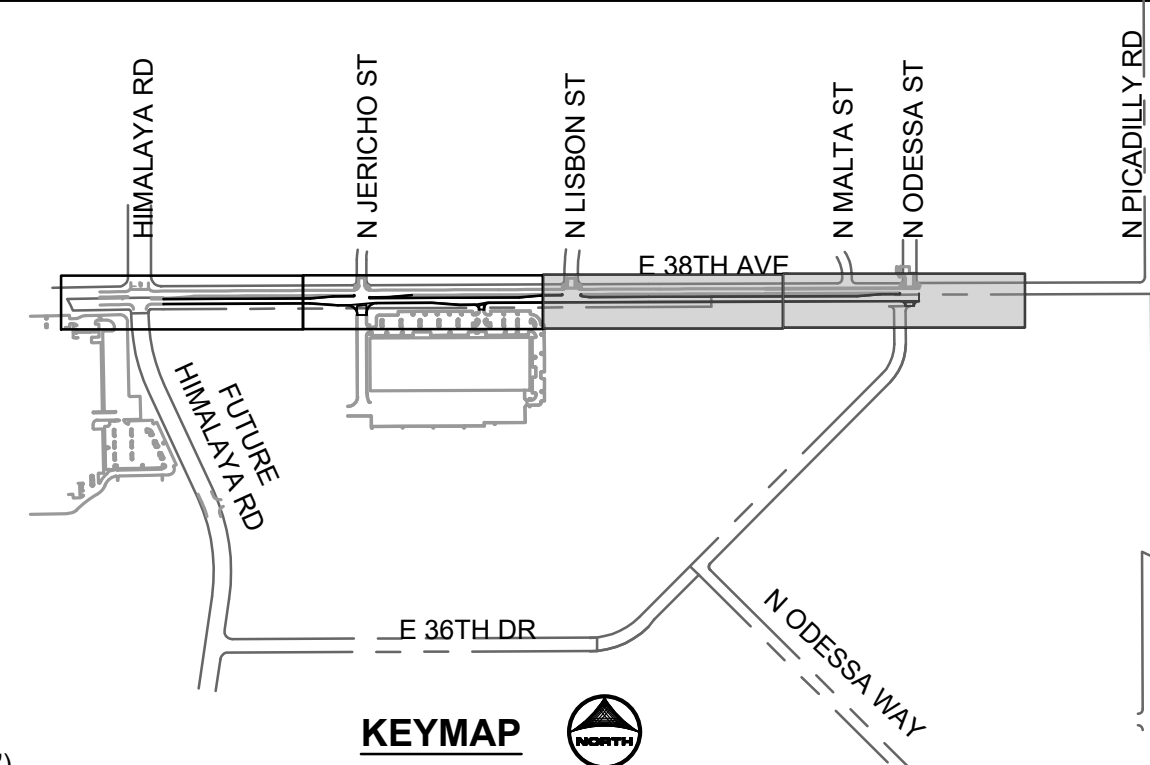 HIMALAYA RD
N JERICHO ST
N LISBON ST
N MALTA ST
N ODESSA ST
N PICADILLY RD
E 38TH AVE
FUTURE
HIMALAYA RD
E 36TH DR
N ODESSA WAY
KEYMAP
NORTH